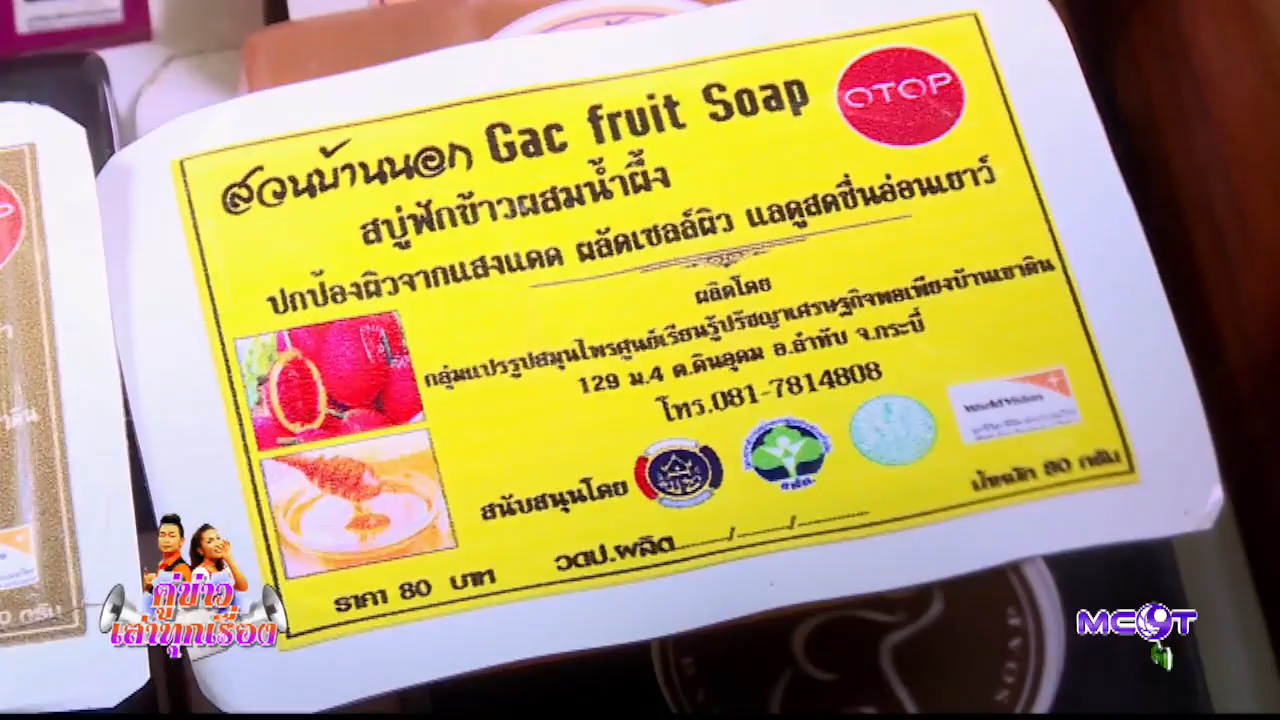 สวนบ้านนอก Gac fruit Soap
OTOP
สบู่ฟักข้าวผสมน้ำผึ้ง
ปกป้องผิวจากแสงแดด ผลัดเซลล์ผิว แลดูสดชื่นอ่อนเยาว์
ผลิตโดย
กลุ่มแปรรูปสมุนไพรศูนย์เรียนรู้ปรัชญาเศรษฐกิจพอเพียงบ้านเขาดิน
129 ม.4 ต.ดินอุดม อ.ลำทับ จ.กระบี่
โทร.081-7814808
สนับสนุนโดย
World Vision
น้ำหนัก 80 กรัม
ราคา 80 บาท วดป.ผลิต....../....../......
คู่ข่าว
เล่าทุกเรื่อง
MCOT
SOAP